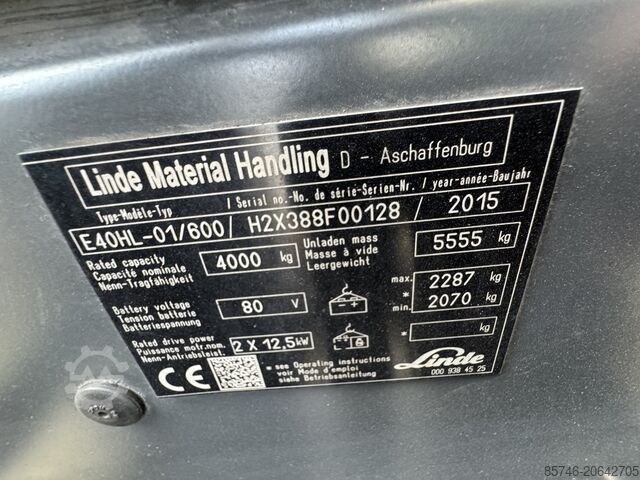 Linde Material Handling D - Aschaffenburg
Type-Modèle-Typ / Serial no.-No. de série-Serien-Nr. / year-année-Baujahr
E40HL-01/600 / H2X388F00128 / 2015
Rated capacity
Capacité nominale
Nenn-Tragfähigkeit
4000 kg
Unladen mass
Masse à vide
Leergewicht
5555 kg
Battery voltage
Tension batterie
Batteriespannung
80 V
- +
max. 2287 kg
* 
min. 2070 kg
Rated drive power
Puissance motr.nom.
Nenn-Antriebsleist.
2 X 12,5 kW
* kg
CE
* see Operating instructions
voir Mode d'emploi
siehe Betriebsanleitung
Linde
000 938 45 25
85746-20642705